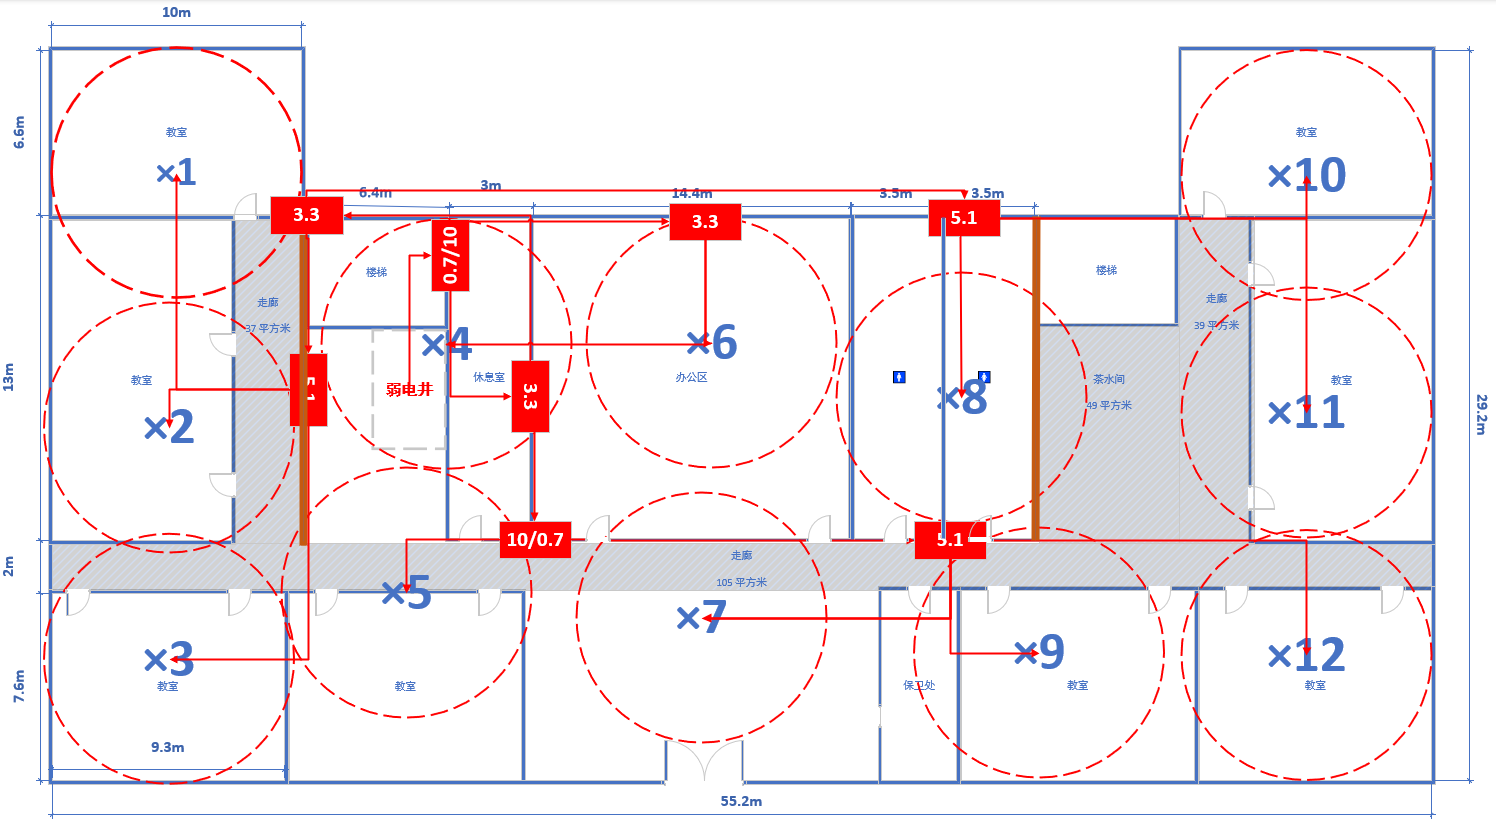 10m
6.6m
教室
×1
教室
×10
6.4m
3m
14.4m
3.5m
3.5m
3.3
3.3
5.1
0.7/10
楼梯
楼梯
走廊
37 平方米
走廊
39 平方米
×4
×6
13m
教室
5.1
弱电井
休息室
3.3
办公区
×8
茶水间
49 平方米
教室
×2
×11
29.2m
10/0.7
5.1
2m
走廊
105 平方米
×5
×7
×3
教室
教室
×9
保卫处
教室
×12
教室
7.6m
9.3m
55.2m